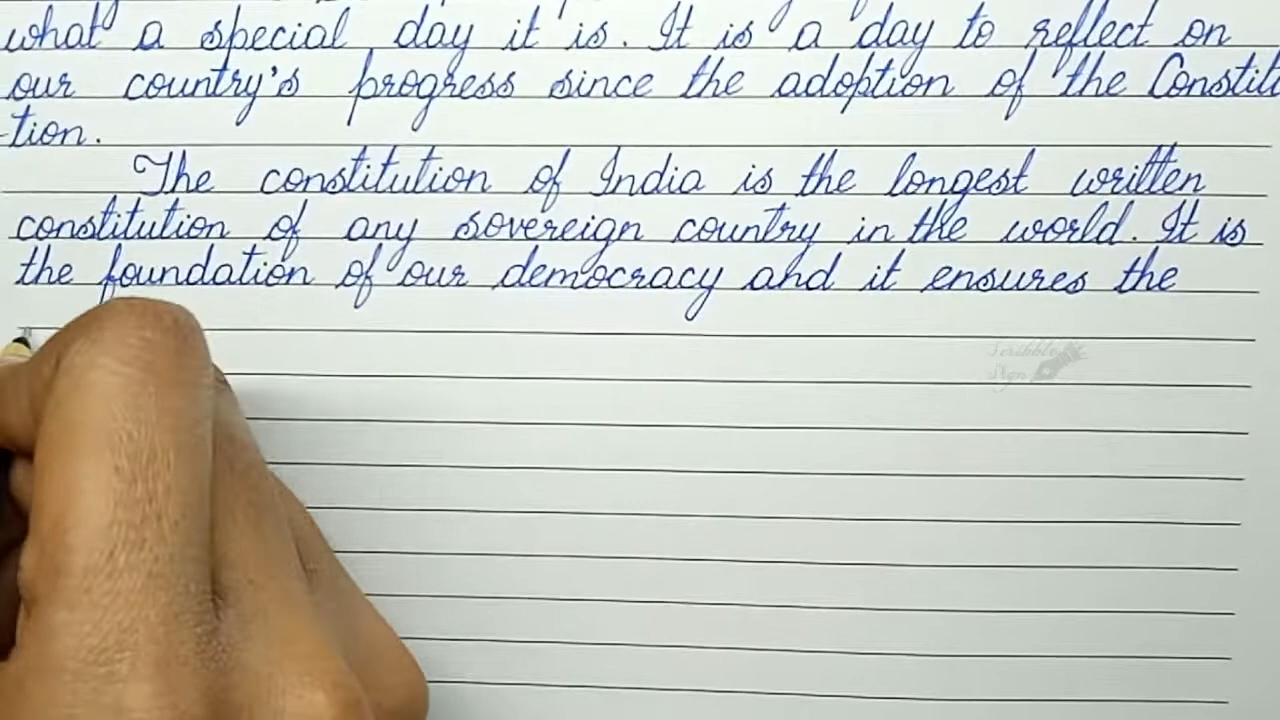 what a special day it is. It is a day to reflect on
our country's progress since the adoption of the Constitu
-tion.
The constitution of India is the longest written
constitution of any sovereign country in the world. It is
the foundation of our democracy and it ensures the
Scribble